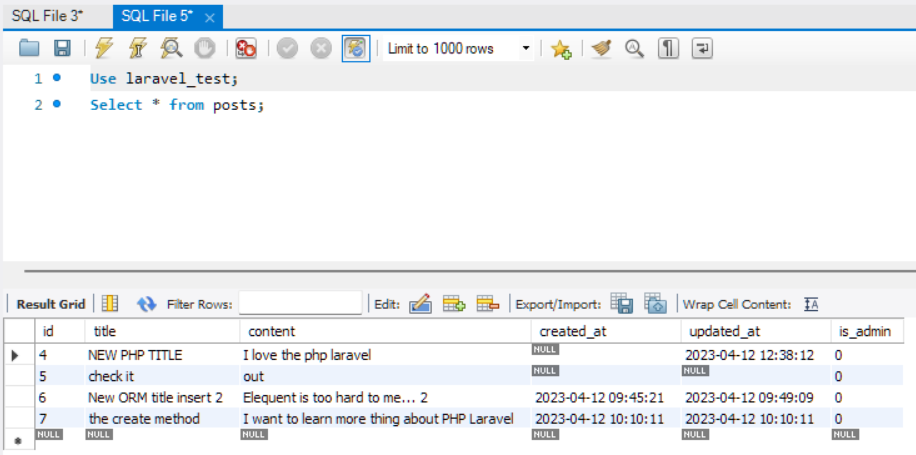 SQL File 3* SQL File 5*
Limit to 1000 rows
1 Use laravel_test;
2 Select * from posts;
Result Grid Filter Rows: Edit: Export/Import: Wrap Cell Content: IA
id title content created_at updated_at is_admin
4 NEW PHP TITLE I love the php laravel NULL 2023-04-12 12:38:12 0
5 check it out NULL NULL 0
6 New ORM title insert 2 Elequent is too hard to me... 2 2023-04-12 09:45:21 2023-04-12 09:49:09 0
7 the create method I want to learn more thing about PHP Laravel 2023-04-12 10:10:11 2023-04-12 10:10:11 0
NULL NULL NULL NULL NULL NULL